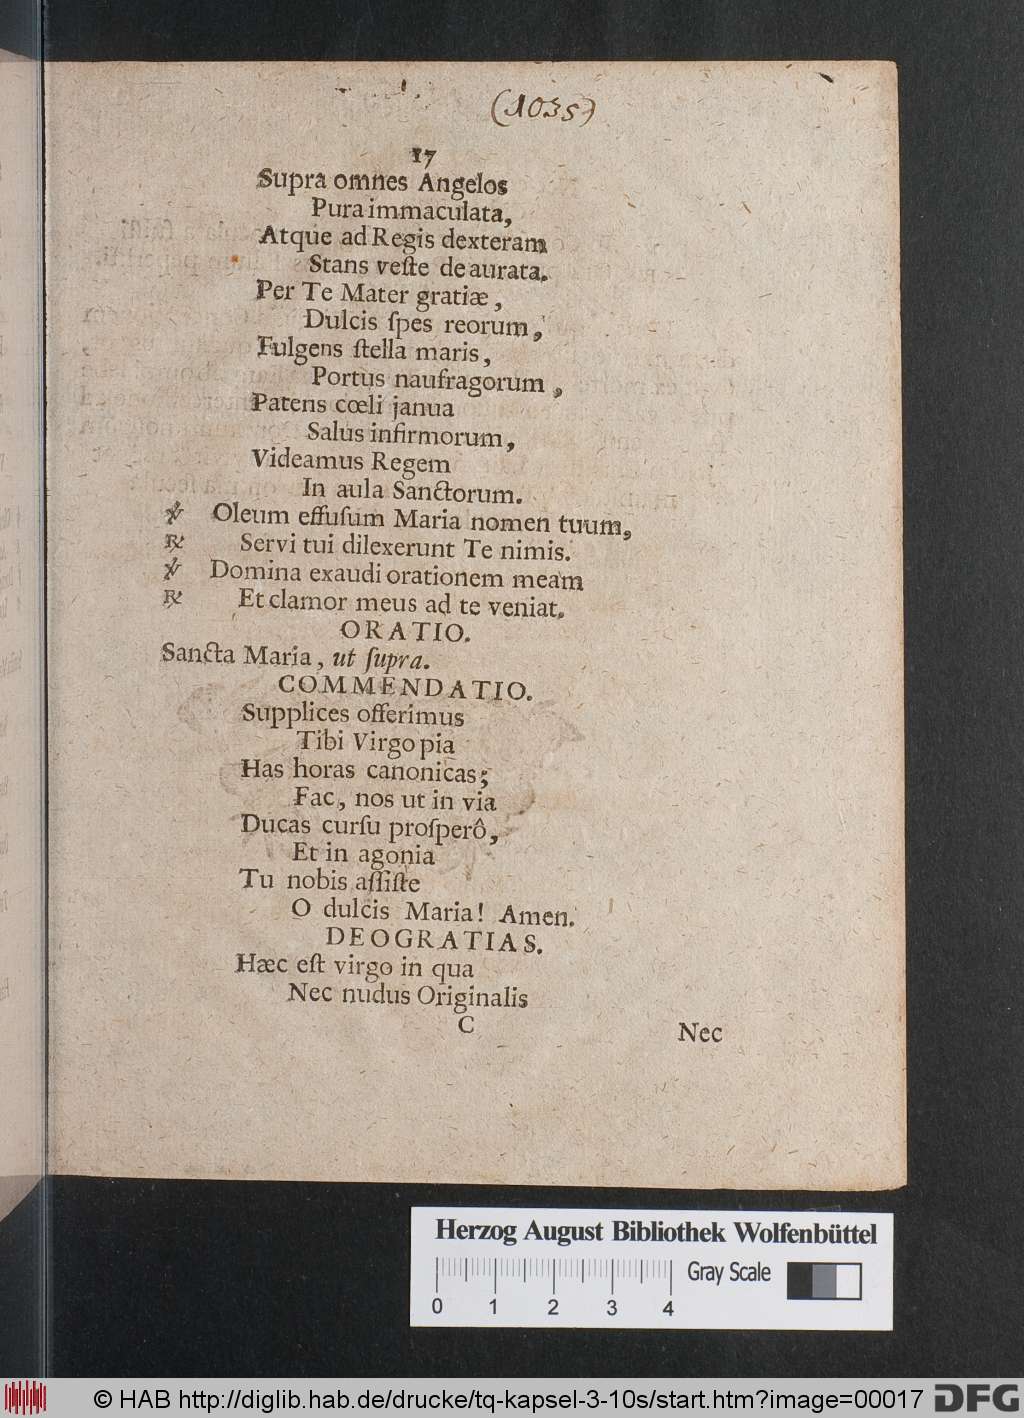 (1035)
17
Supra omnes Angelos
Pura immaculata,
Atque ad Regis dexteram
Stans veſte deaurata.
Per Te Mater gratiæ,
Dulcis ſpes reorum,
Fulgens ſtella maris,
Portus naufragorum,
Patens cœli janua
Salus infirmorum,
Videamus Regem
In aula Sanctorum.
℣ Oleum effuſum Maria nomen tuum,
℟ Servi tui dilexerunt Te nimis.
℣ Domina exaudi orationem meam
℟ Et clamor meus ad te veniat.
ORATIO.
Sancta Maria, ut ſupra.
COMMENDATIO.
Supplices offerimus
Tibi Virgo pia
Has horas canonicas;
Fac, nos ut in via
Ducas curſu proſperô,
Et in agonia
Tu nobis aſſiſte
O dulcis Maria! Amen.
DEOGRATIAS.
Hæc eſt virgo in qua
Nec nudus Originalis
C Nec
Herzog August Bibliothek Wolfenbüttel
Gray Scale
0 1 2 3 4
© HAB http://diglib.hab.de/drucke/tq-kapsel-3-10s/start.htm?image=00017 DFG